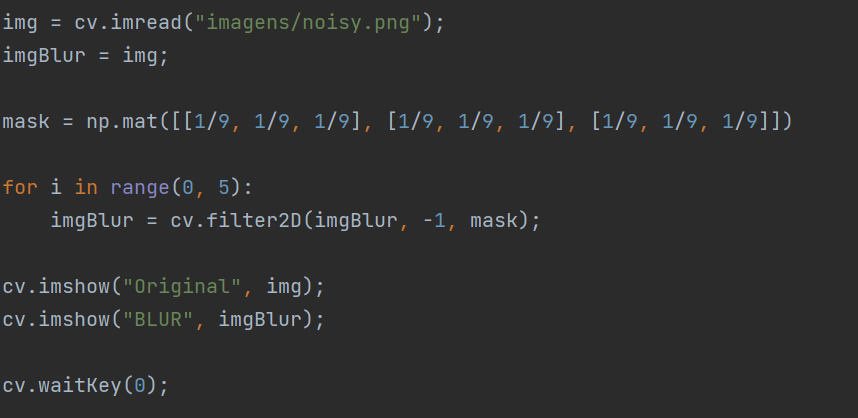 img = cv.imread("imagens/noisy.png");
imgBlur = img;
mask = np.mat([[1/9, 1/9, 1/9], [1/9, 1/9, 1/9], [1/9, 1/9, 1/9]])
for i in range(0, 5):
    imgBlur = cv.filter2D(imgBlur, -1, mask);
cv.imshow("Original", img);
cv.imshow("BLUR", imgBlur);
cv.waitKey(0);